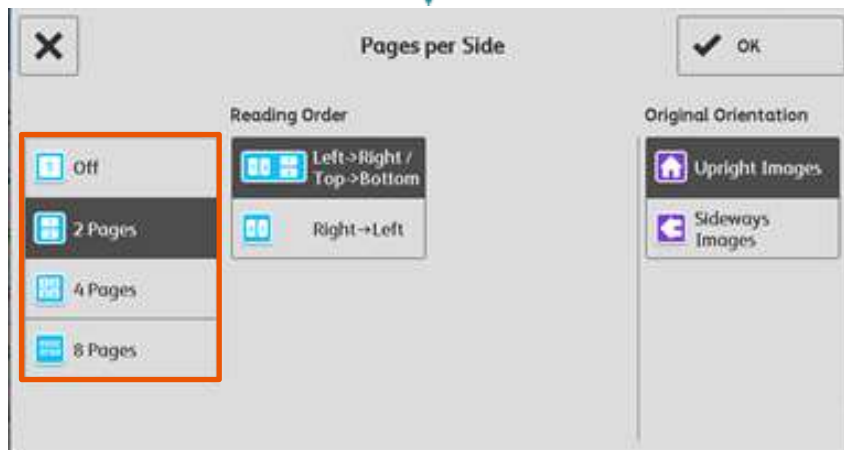 Pages per Side
OK
Reading Order
Original Orientation
Off
2 Pages
4 Pages
8 Pages
Left->Right /
Top->Bottom
Right→Left
Upright Images
Sideways
Images